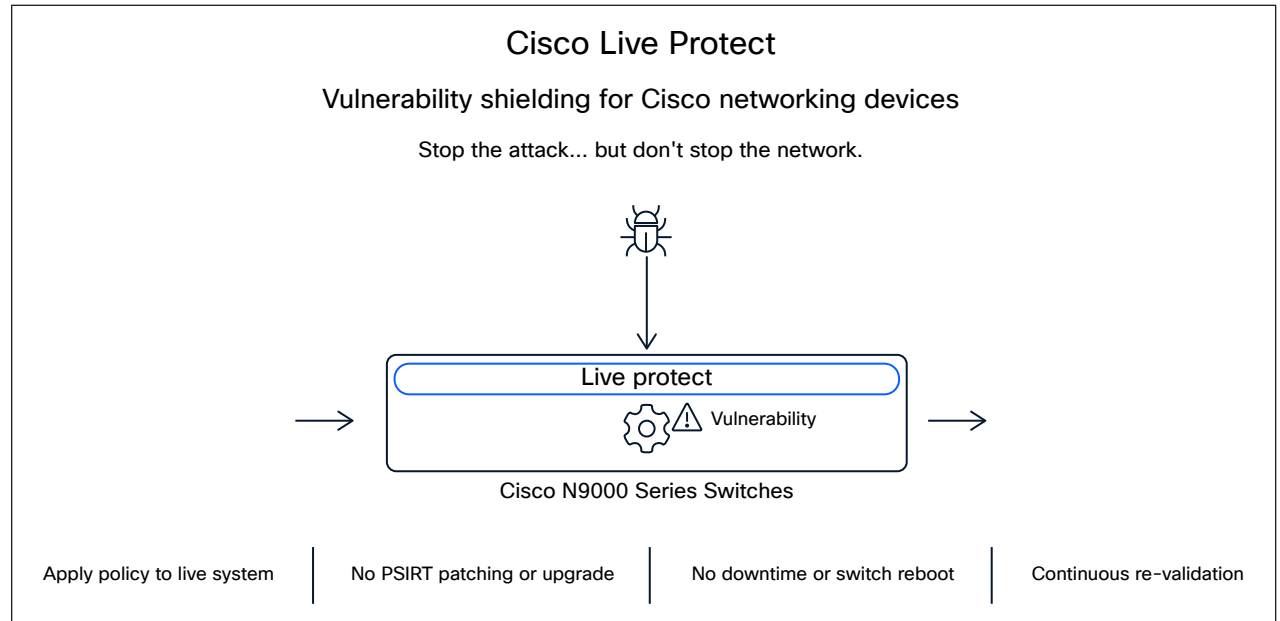 Cisco Live Protect
Vulnerability shielding for Cisco networking devices
Stop the attack... but don't stop the network.
Live protect
Vulnerability
Cisco N9000 Series Switches
Apply policy to live system
No PSIRT patching or upgrade
No downtime or switch reboot
Continuous re-validation